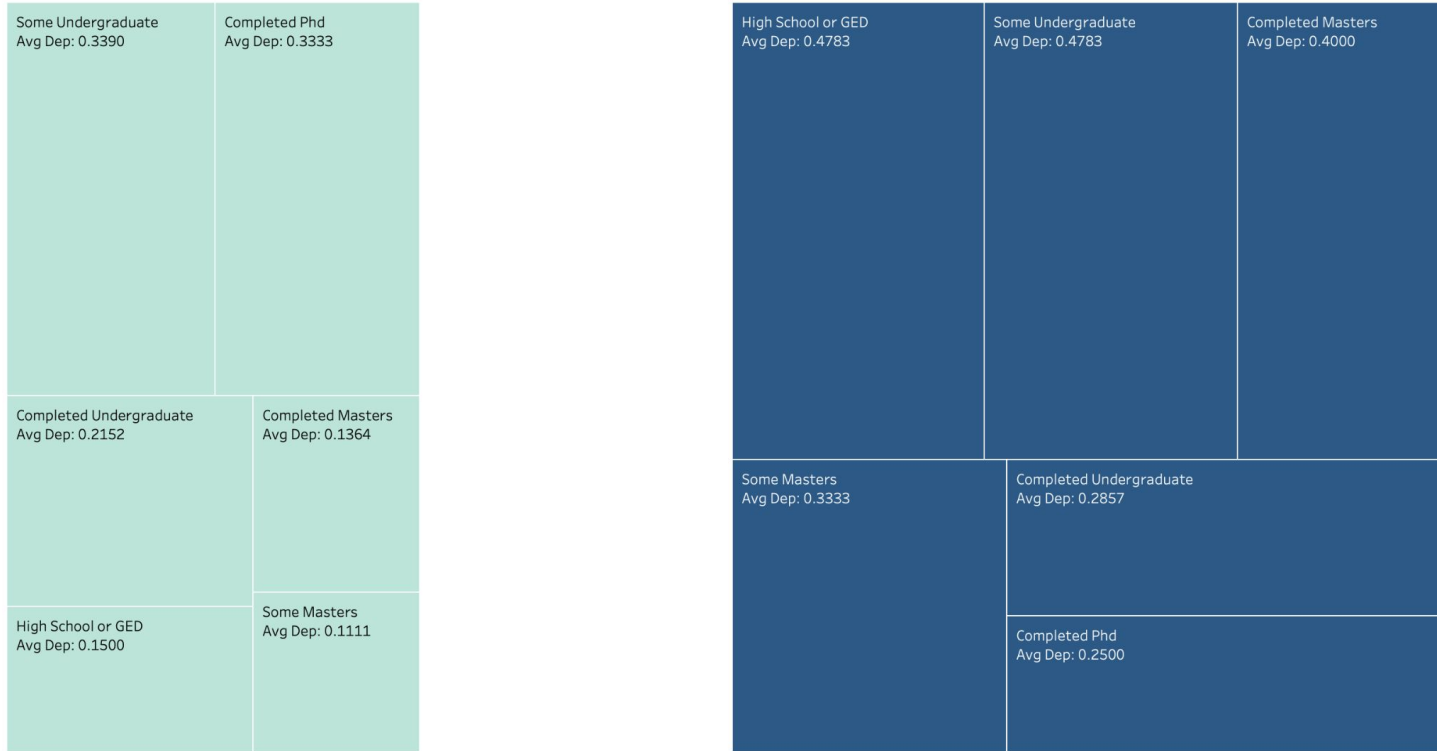 Some Undergraduate
Avg Dep: 0.3390
Completed Phd
Avg Dep: 0.3333
Completed Undergraduate
Avg Dep: 0.2152
Completed Masters
Avg Dep: 0.1364
High School or GED
Avg Dep: 0.1500
Some Masters
Avg Dep: 0.1111
High School or GED
Avg Dep: 0.4783
Some Undergraduate
Avg Dep: 0.4783
Completed Masters
Avg Dep: 0.4000
Some Masters
Avg Dep: 0.3333
Completed Undergraduate
Avg Dep: 0.2857
Completed Phd
Avg Dep: 0.2500